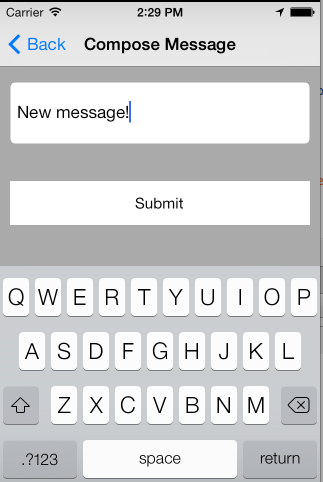 Carrier 2:29 PM
Back Compose Message
New message!
Submit
Q W E R T Y U I O P
A S D F G H J K L
Z X C V B N M
.?123 space return